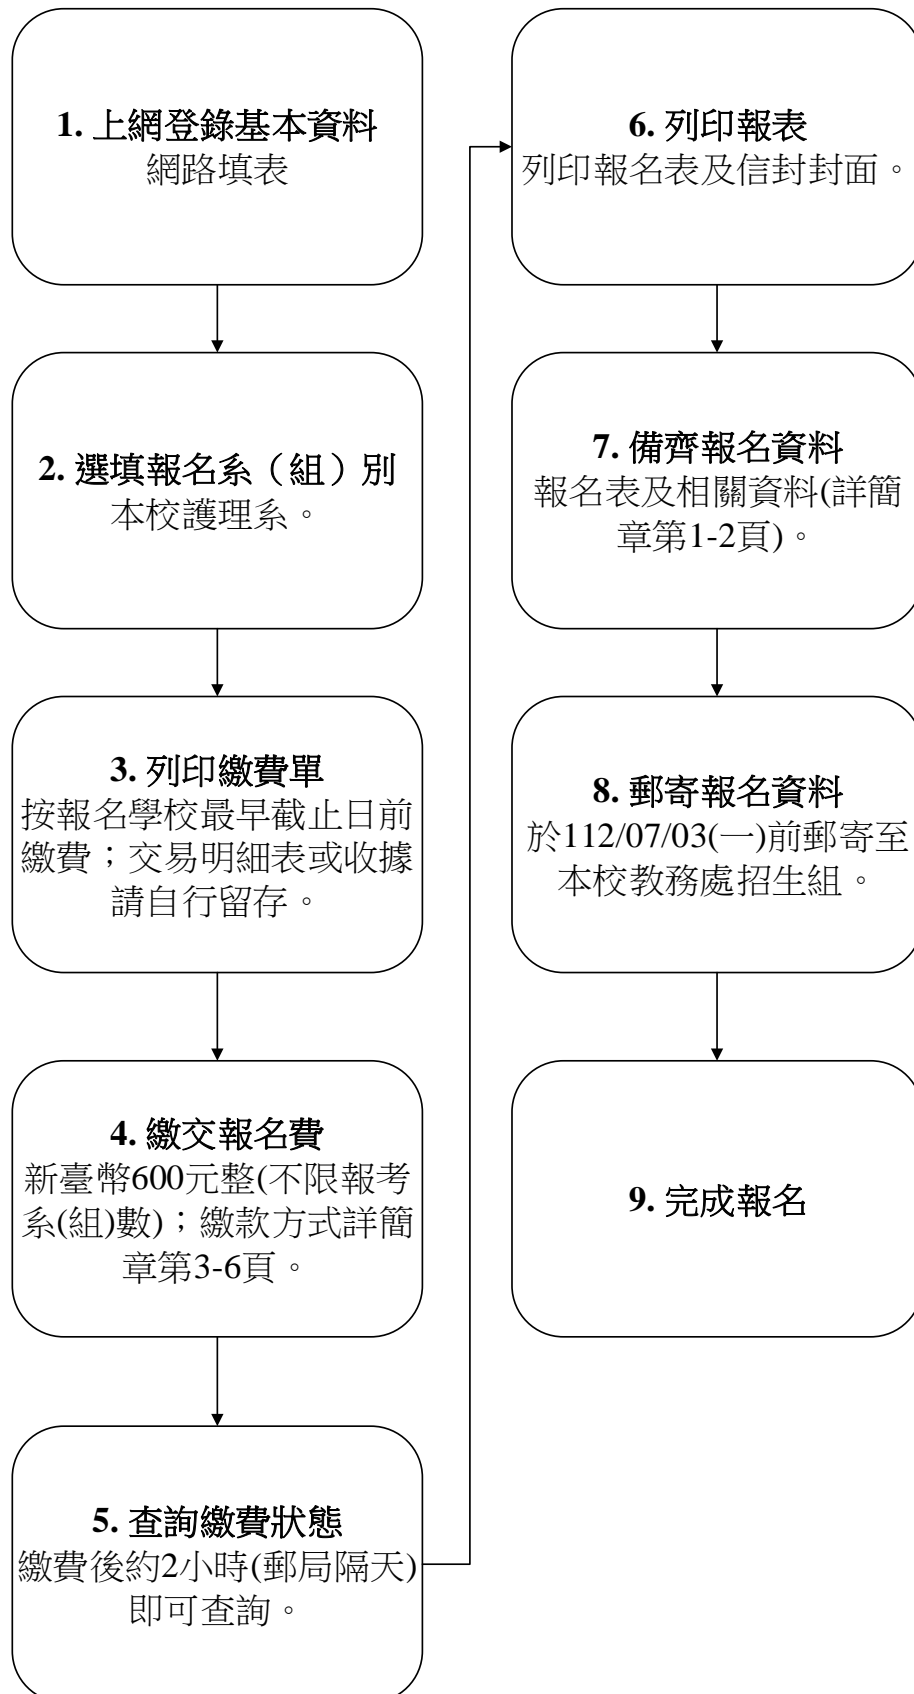 1. 上網登錄基本資料
網路填表
2. 選填報名系（組）別
本校護理系。
3. 列印繳費單
按報名學校最早截止日前
繳費；交易明細表或收據
請自行留存。
4. 繳交報名費
新臺幣600元整(不限報考
系(組)數)；繳款方式詳簡
章第3-6頁。
5. 查詢繳費狀態
繳費後約2小時(郵局隔天)
即可查詢。
6. 列印報表
列印報名表及信封封面。
7. 備齊報名資料
報名表及相關資料(詳簡
章第1-2頁)。
8. 郵寄報名資料
於112/07/03(一)前郵寄至
本校教務處招生組。
9. 完成報名